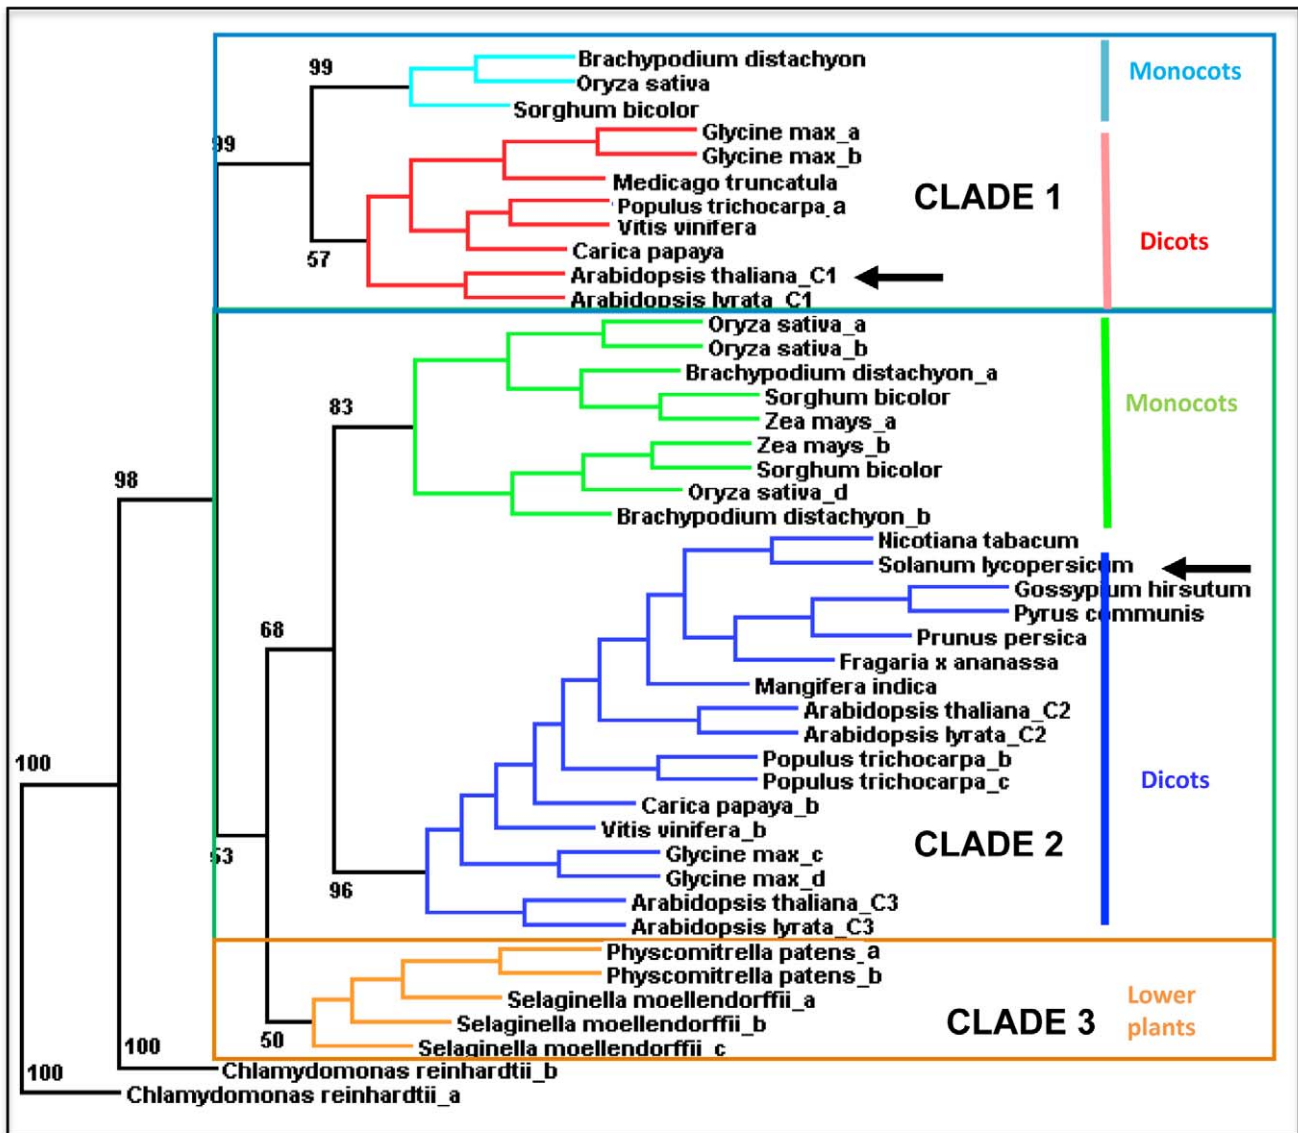 99
Brachypodium distachyon
Oryza sativa
Sorghum bicolor
Monocots
99
Glycine max_a
Glycine max_b
Medicago truncatula
Populus trichocarpa_a
Vitis vinifera
Carica papaya
Arabidopsis thaliana_C1
Arabidopsis lyrata_C1
CLADE 1
Dicots
57
Oryza sativa_a
Oryza sativa_b
Brachypodium distachyon_a
Sorghum bicolor
Zea mays_a
Zea mays_b
Sorghum bicolor
Oryza sativa_d
Brachypodium distachyon_b
Monocots
83
98
Nicotiana tabacum
Solanum lycopersicum
Gossypium hirsutum
Pyrus communis
Prunus persica
Fragaria x ananassa
Mangifera indica
Arabidopsis thaliana_C2
Arabidopsis lyrata_C2
Populus trichocarpa_b
Populus trichocarpa_c
Carica papaya_b
Vitis vinifera_b
Glycine max_c
Glycine max_d
Arabidopsis thaliana_C3
Arabidopsis lyrata_C3
68
Dicots
CLADE 2
100
53
96
Physcomitrella patens_a
Physcomitrella patens_b
Selaginella moellendorffii_a
Selaginella moellendorffii_b
Selaginella moellendorffii_c
CLADE 3
Lower
plants
50
100
Chlamydomonas reinhardtii_b
100
Chlamydomonas reinhardtii_a